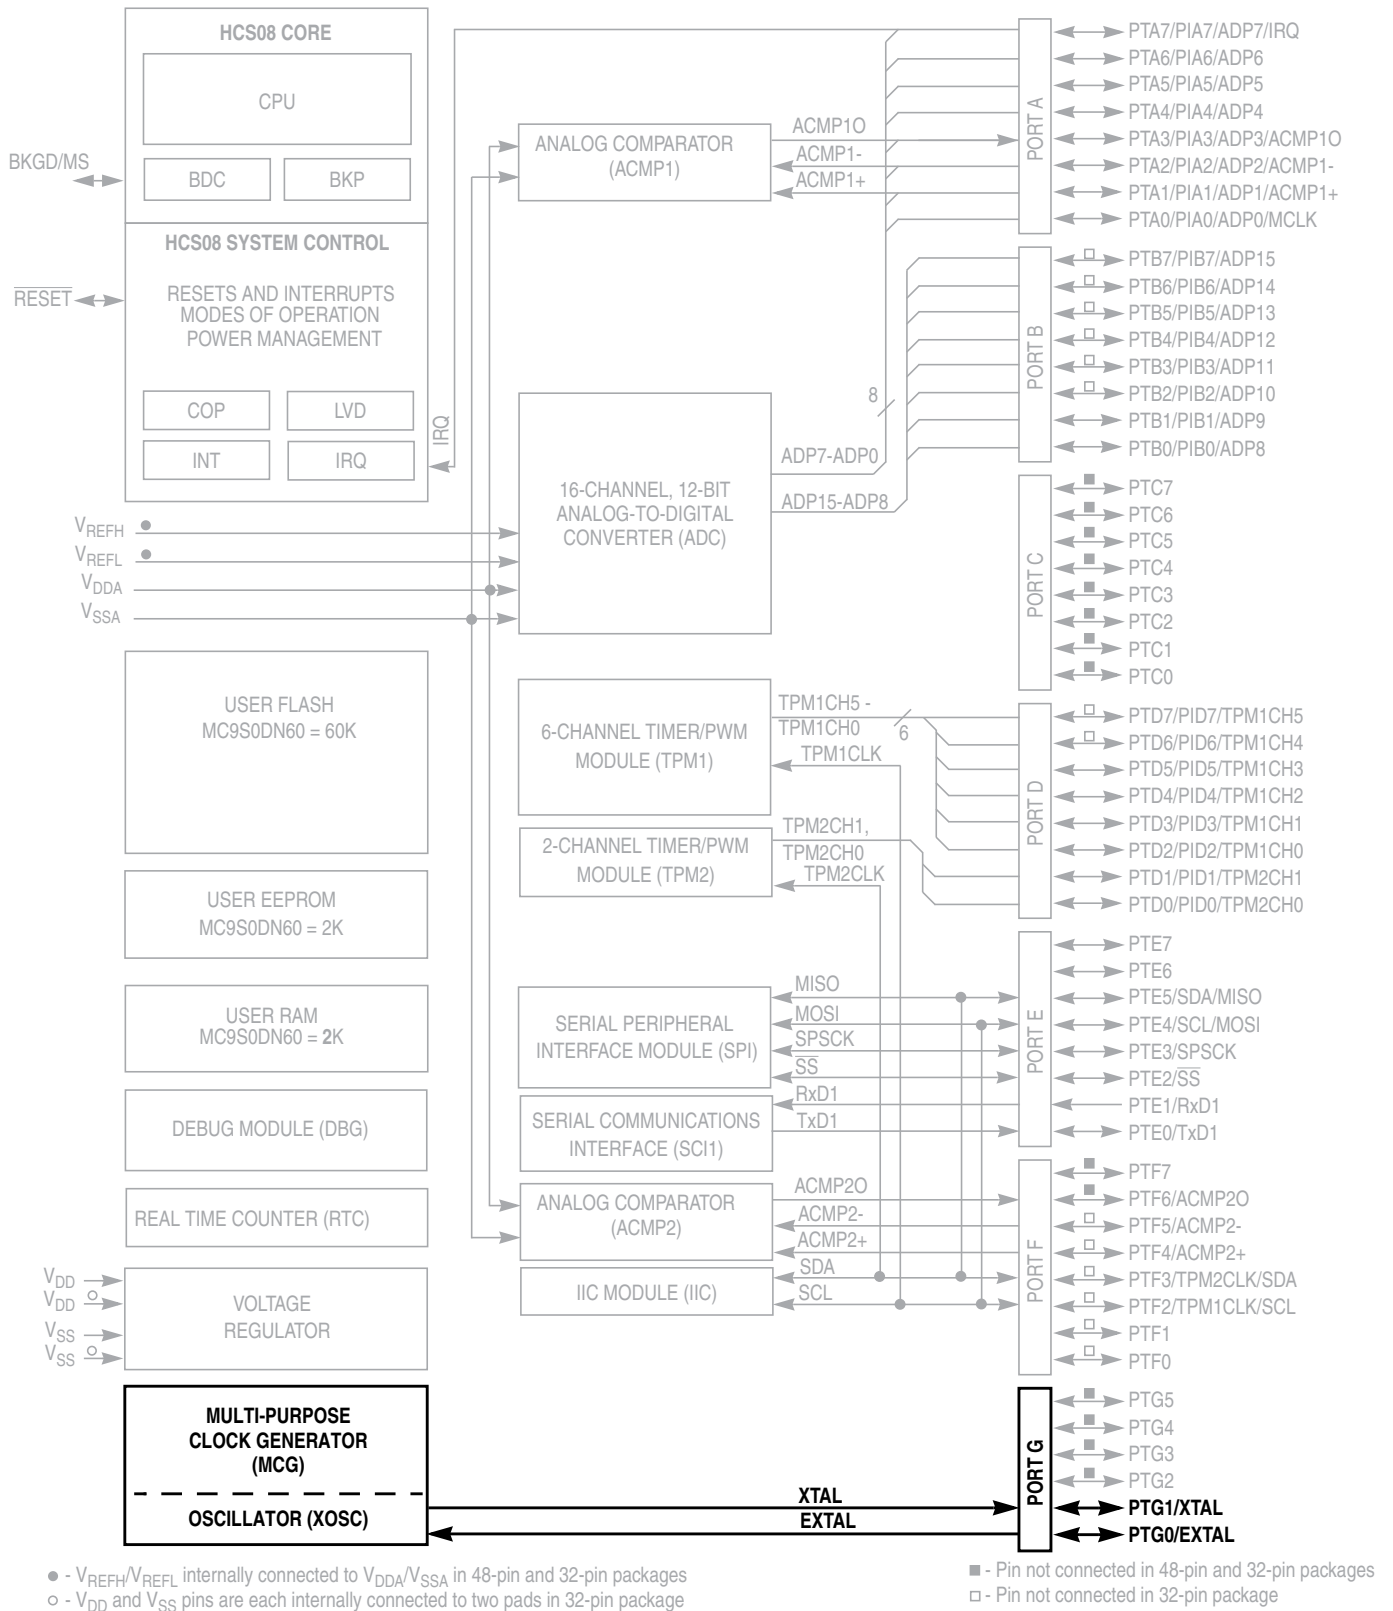 HCS08 CORE
CPU
BDC
BKP
BKGD/MS
HCS08 SYSTEM CONTROL
RESETS AND INTERRUPTS
MODES OF OPERATION
POWER MANAGEMENT
COP
LVD
INT
IRQ
RESET
IRQ
VREFH
VREFL
VDDA
VSSA
USER FLASH
MC9S0DN60 = 60K
USER EEPROM
MC9S0DN60 = 2K
USER RAM
MC9S0DN60 = 2K
DEBUG MODULE (DBG)
REAL TIME COUNTER (RTC)
VDD
VDD
VSS
VSS
VOLTAGE
REGULATOR
MULTI-PURPOSE
CLOCK GENERATOR
(MCG)
OSCILLATOR (XOSC)
ANALOG COMPARATOR
(ACMP1)
ACMP1O
ACMP1-
ACMP1+
16-CHANNEL, 12-BIT
ANALOG-TO-DIGITAL
CONVERTER (ADC)
8
ADP7-ADP0
ADP15-ADP8
6-CHANNEL TIMER/PWM
MODULE (TPM1)
TPM1CH5 -
TPM1CH0
6
TPM1CLK
2-CHANNEL TIMER/PWM
MODULE (TPM2)
TPM2CH1,
TPM2CH0
TPM2CLK
SERIAL PERIPHERAL
INTERFACE MODULE (SPI)
MISO
MOSI
SPSCK
SS
SERIAL COMMUNICATIONS
INTERFACE (SCI1)
RxD1
TxD1
ANALOG COMPARATOR
(ACMP2)
ACMP2O
ACMP2-
ACMP2+
IIC MODULE (IIC)
SDA
SCL
XTAL
EXTAL
PORT A
PTA7/PIA7/ADP7/IRQ
PTA6/PIA6/ADP6
PTA5/PIA5/ADP5
PTA4/PIA4/ADP4
PTA3/PIA3/ADP3/ACMP1O
PTA2/PIA2/ADP2/ACMP1-
PTA1/PIA1/ADP1/ACMP1+
PTA0/PIA0/ADP0/MCLK
PORT B
PTB7/PIB7/ADP15
PTB6/PIB6/ADP14
PTB5/PIB5/ADP13
PTB4/PIB4/ADP12
PTB3/PIB3/ADP11
PTB2/PIB2/ADP10
PTB1/PIB1/ADP9
PTB0/PIB0/ADP8
PORT C
PTC7
PTC6
PTC5
PTC4
PTC3
PTC2
PTC1
PTC0
PORT D
PTD7/PID7/TPM1CH5
PTD6/PID6/TPM1CH4
PTD5/PID5/TPM1CH3
PTD4/PID4/TPM1CH2
PTD3/PID3/TPM1CH1
PTD2/PID2/TPM1CH0
PTD1/PID1/TPM2CH1
PTD0/PID0/TPM2CH0
PORT E
PTE7
PTE6
PTE5/SDA/MISO
PTE4/SCL/MOSI
PTE3/SPSCK
PTE2/SS
PTE1/RxD1
PTE0/TxD1
PORT F
PTF7
PTF6/ACMP2O
PTF5/ACMP2-
PTF4/ACMP2+
PTF3/TPM2CLK/SDA
PTF2/TPM1CLK/SCL
PTF1
PTF0
PORT G
PTG5
PTG4
PTG3
PTG2
PTG1/XTAL
PTG0/EXTAL
● - VREFH/VREFL internally connected to VDDA/VSSA in 48-pin and 32-pin packages
○ - VDD and VSS pins are each internally connected to two pads in 32-pin package
■ - Pin not connected in 48-pin and 32-pin packages
□ - Pin not connected in 32-pin package